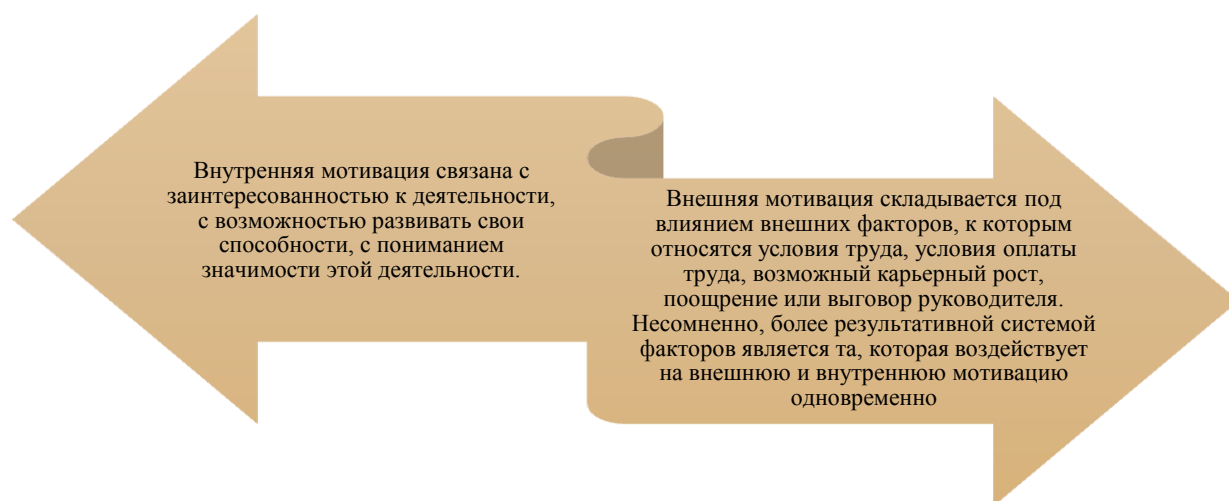 Внутренняя мотивация связана с
заинтересованностью к деятельности,
с возможностью развивать свои
способности, с пониманием
значимости этой деятельности.
Внешняя мотивация складывается под
влиянием внешних факторов, к которым
относятся условия труда, условия оплаты
труда, возможный карьерный рост,
поощрение или выговор руководителя.
Несомненно, более результативной системой
факторов является та, которая воздействует
на внешнюю и внутреннюю мотивацию
одновременно